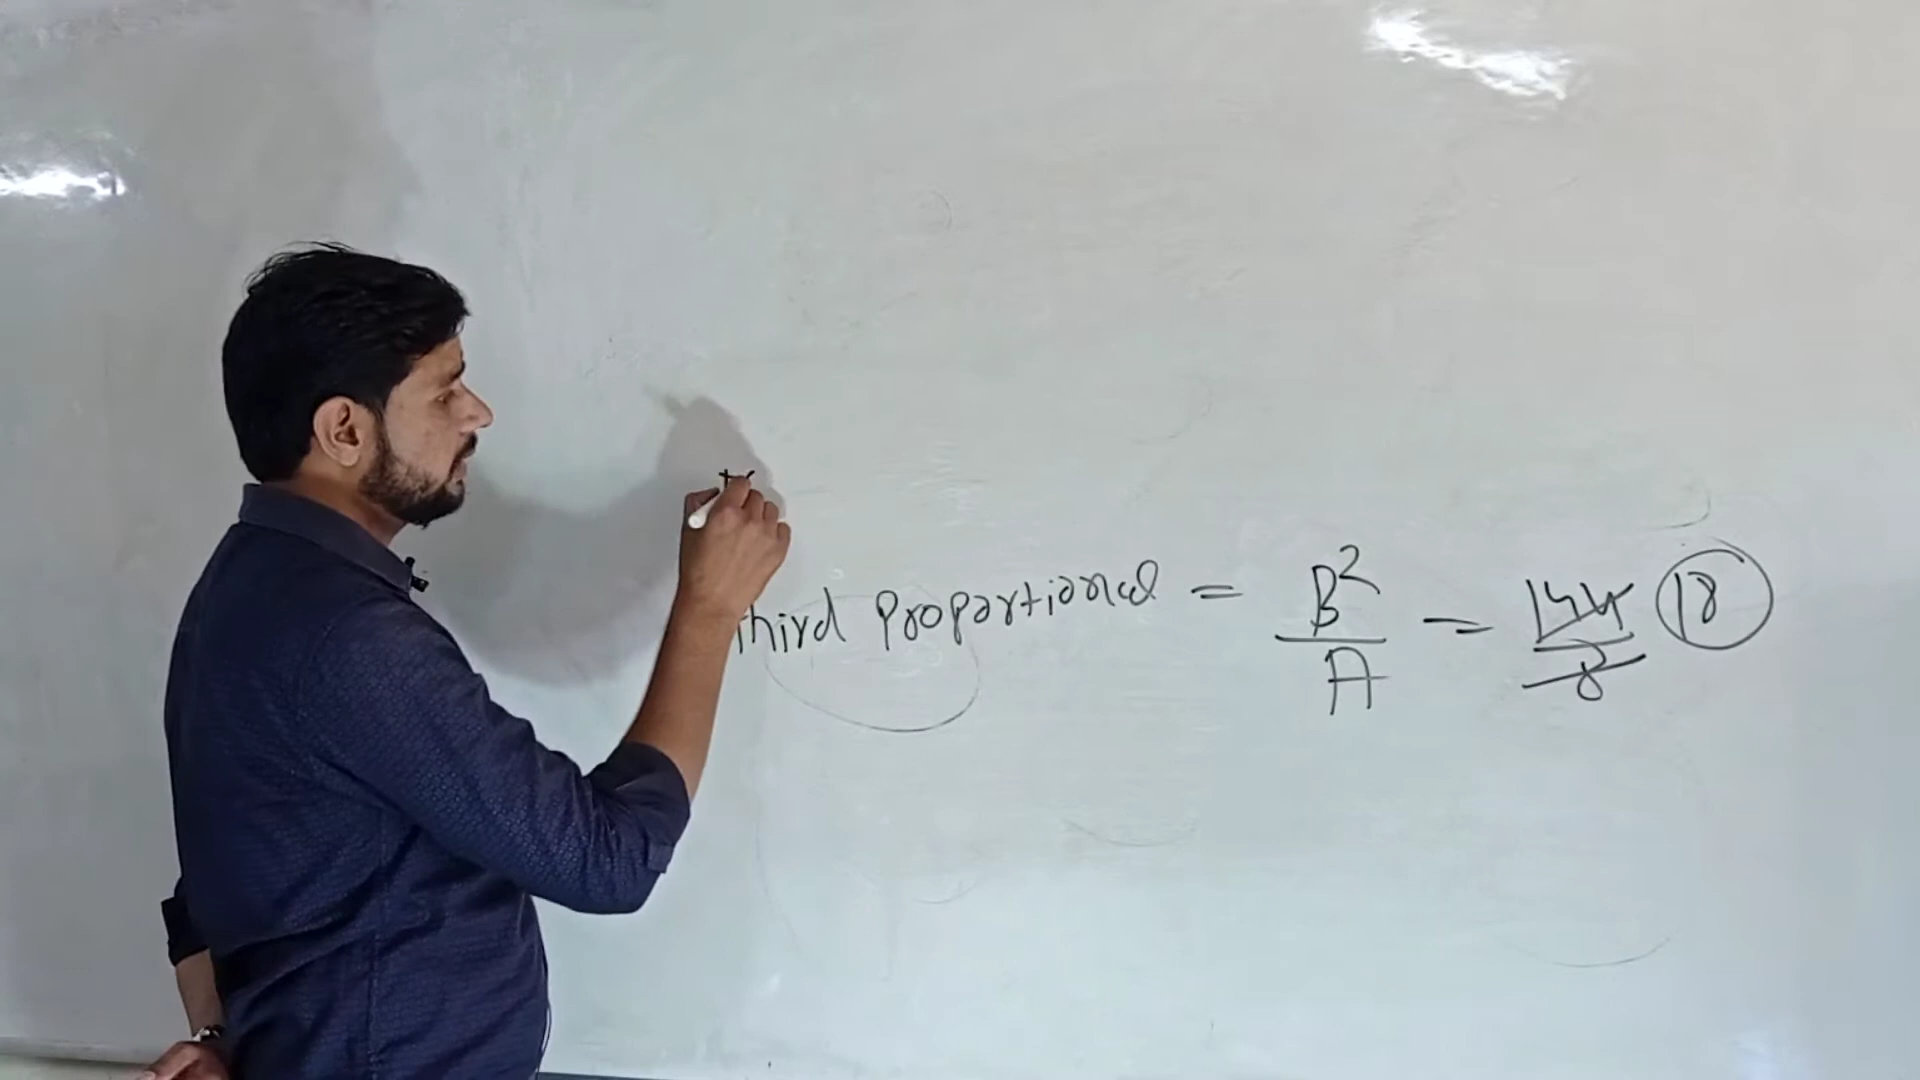 Third Proportional = B²/A = 144/8 18